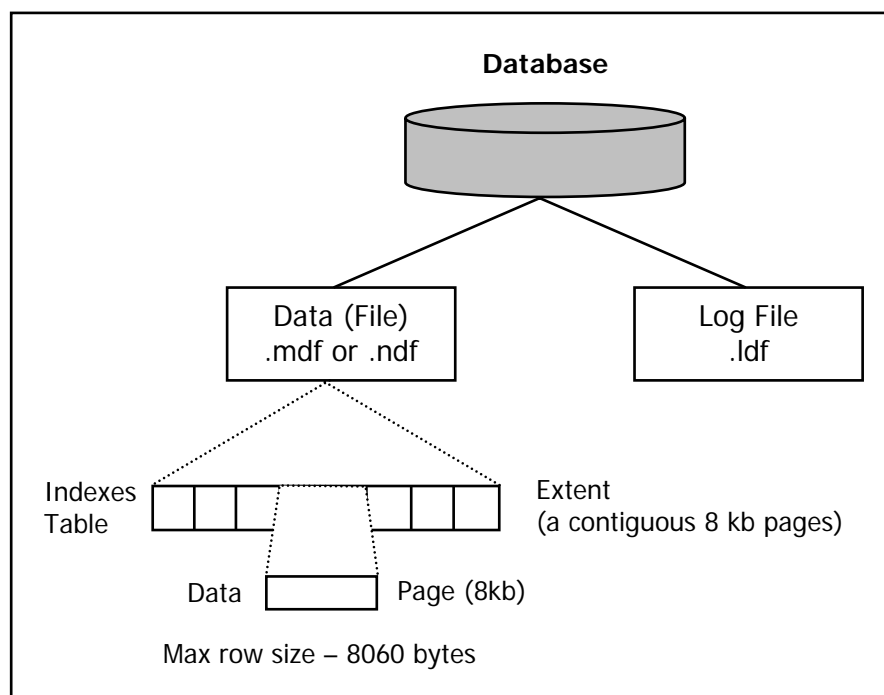 Database
Data (File)
.mdf or .ndf
Log File
.ldf
Indexes
Table
Extent
(a contiguous 8 kb pages)
Data
Page (8kb)
Max row size – 8060 bytes